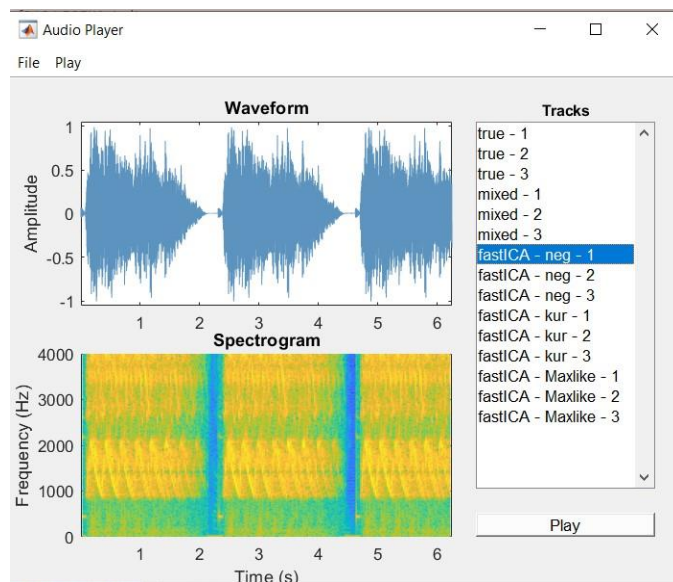 Audio Player
File Play
Waveform
1
0.5
0
-0.5
-1
Amplitude
1 2 3 4 5 6
Spectrogram
4000
3000
2000
1000
0
Frequency (Hz)
1 2 3 4 5 6
Time (s)
Tracks
true - 1
true - 2
true - 3
mixed - 1
mixed - 2
mixed - 3
fastICA - neg - 1
fastICA - neg - 2
fastICA - neg - 3
fastICA - kur - 1
fastICA - kur - 2
fastICA - kur - 3
fastICA - Maxlike - 1
fastICA - Maxlike - 2
fastICA - Maxlike - 3
Play